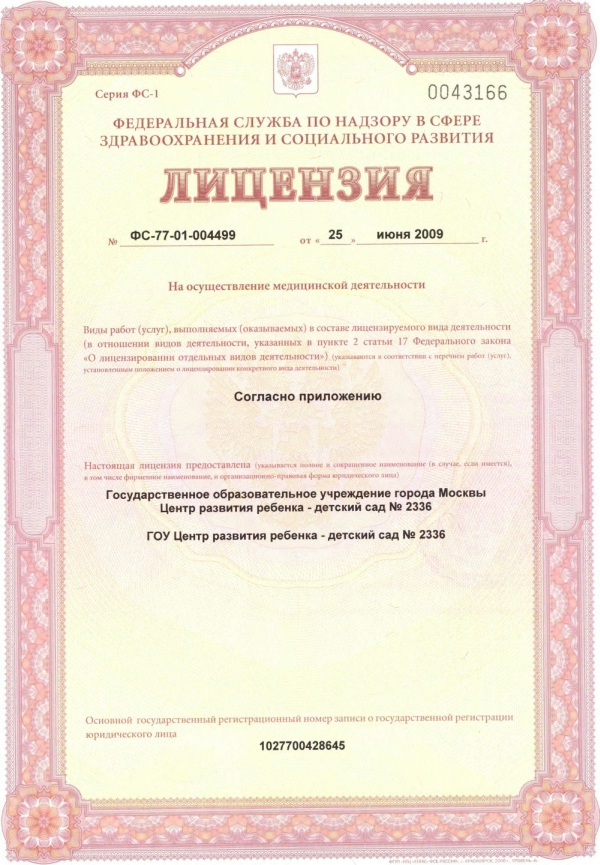 Серия ФС-1
0043166
ФЕДЕРАЛЬНАЯ СЛУЖБА ПО НАДЗОРУ В СФЕРЕ
ЗДРАВООХРАНЕНИЯ И СОЦИАЛЬНОГО РАЗВИТИЯ
ЛИЦЕНЗИЯ
№ ФС-77-01-004499 от «25» июня 2009 г.
На осуществление медицинской деятельности
Виды работ (услуг), выполняемых (оказываемых) в составе лицензируемого вида деятельности
(в отношении видов деятельности, указанных в пункте 2 статьи 17 Федерального закона
«О лицензировании отдельных видов деятельности») (указываются в соответствии с перечнем работ (услуг),
установленным положением о лицензировании конкретного вида деятельности)
Согласно приложению
Настоящая лицензия предоставлена (указывается полное и сокращенное наименование (в случае, если имеется),
в том числе фирменное наименование, и организационно-правовая форма юридического лица)
Государственное образовательное учреждение города Москвы
Центр развития ребенка - детский сад № 2336
ГОУ Центр развития ребенка - детский сад № 2336
Основной государственный регистрационный номер записи о государственной регистрации
юридического лица
1027700428645